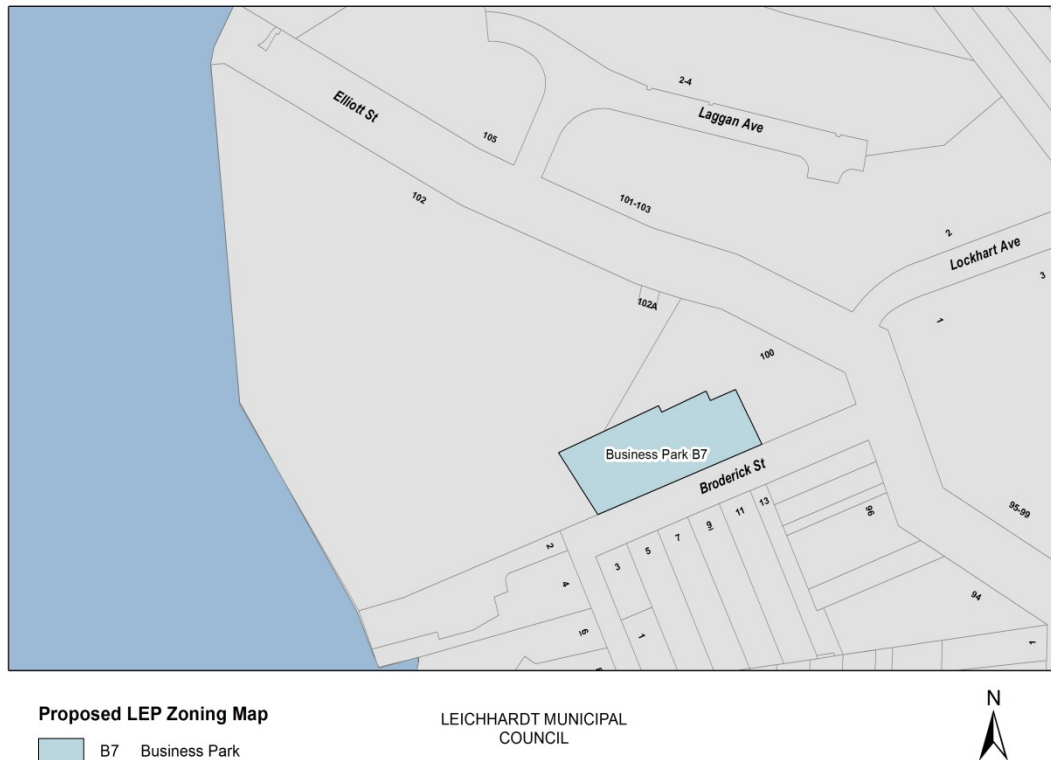 2-4
Laggan Ave
Elliott St
105
102
101-103
2
Lockhart Ave
3
1
102A
100
Business Park B7
Broderick St
95-99
96
94
1
2
4
6
3
5
7
9
11
13
1
Proposed LEP Zoning Map
B7 Business Park
LEICHHARDT MUNICIPAL
COUNCIL
N